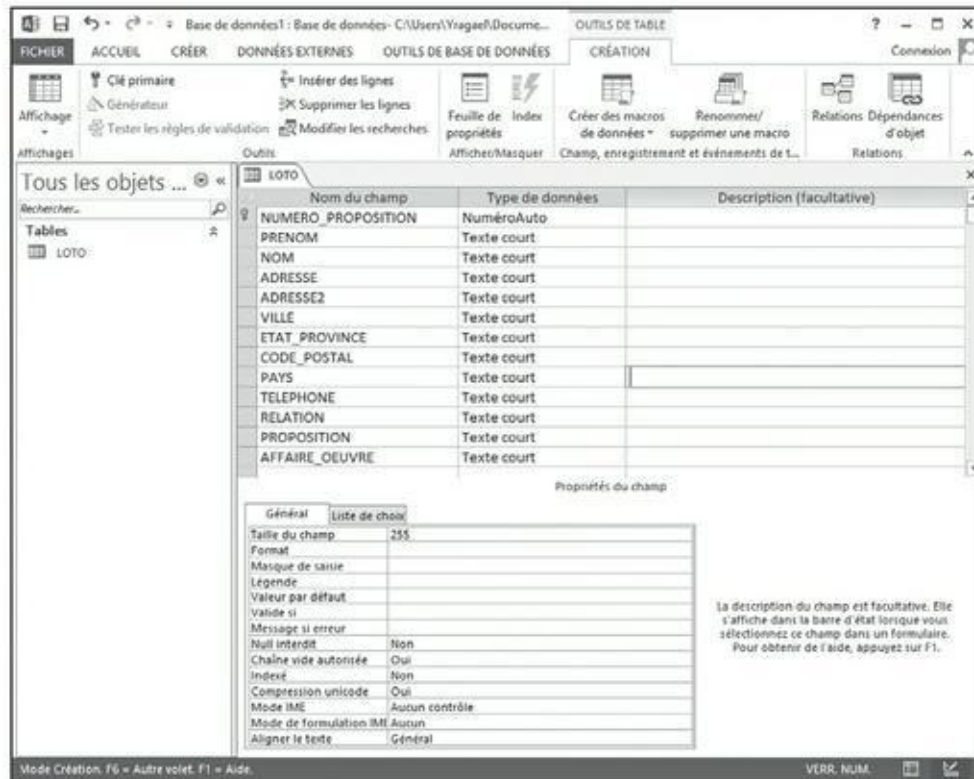 Base de données1 : Base de données- C:\Users\Yragael\Docume... OUTILS DE TABLE ?
FICHIER ACCUEIL CRÉER DONNÉES EXTERNES OUTILS DE BASE DE DONNÉES CRÉATION Connexion
Affichage
Clé primaire
Générateur
Tester les règles de validation
Insérer des lignes
Supprimer les lignes
Modifier les recherches
Feuille de propriétés
Index
Créer des macros de données
Renommer/ supprimer une macro
Relations
Dépendances d'objet
Affichages Outils Afficher/Masquer Champ, enregistrement et événements de t... Relations
Tous les objets ... «
Rechercher...
Tables
LOTO
LOTO
Nom du champ Type de données Description (facultative)
NUMERO_PROPOSITION NuméroAuto
PRENOM Texte court
NOM Texte court
ADRESSE Texte court
ADRESSE2 Texte court
VILLE Texte court
ETAT_PROVINCE Texte court
CODE_POSTAL Texte court
PAYS Texte court
TELEPHONE Texte court
RELATION Texte court
PROPOSITION Texte court
AFFAIRE_OEUVRE Texte court
Propriétés du champ
Général Liste de choix
Taille du champ 255
Format
Masque de saisie
Légende
Valeur par défaut
Valide si
Message si erreur
Null interdit Non
Chaîne vide autorisée Oui
Indexé Non
Compression unicode Oui
Mode IME Aucun contrôle
Mode de formulation IME Aucun
Aligner le texte Général
La description du champ est facultative. Elle
s'affiche dans la barre d'état lorsque vous
sélectionnez ce champ dans un formulaire.
Pour obtenir de l'aide, appuyez sur F1.
Mode Création. F6 = Autre volet. F1 = Aide. VERR. NUM.